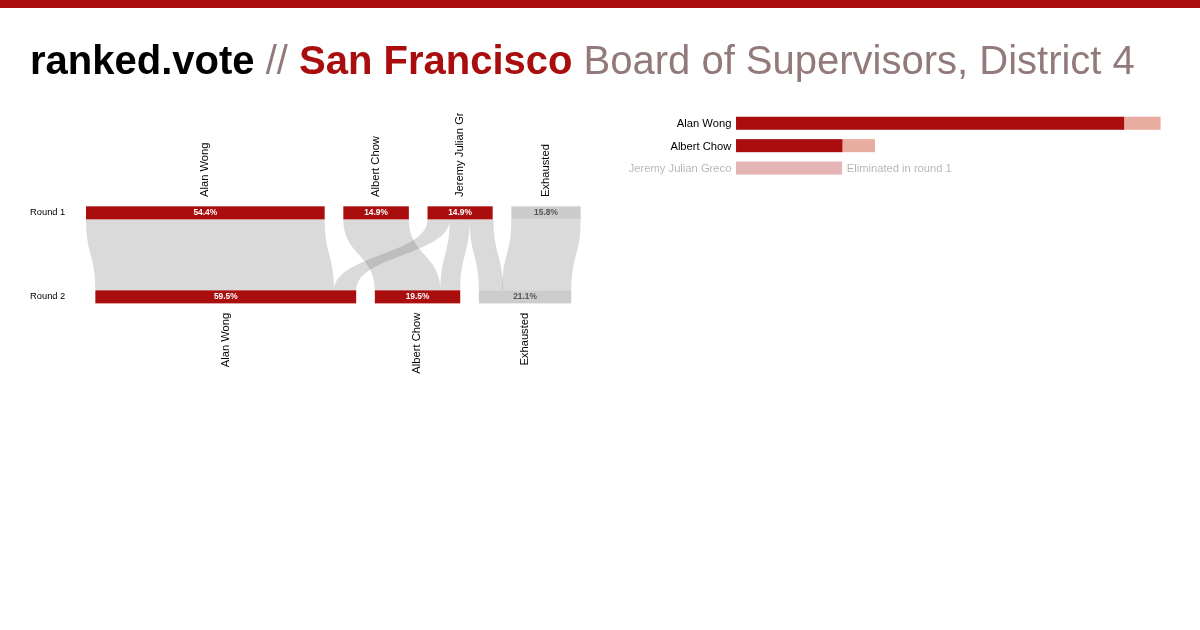 ranked.vote // San Francisco Board of Supervisors, District 4
Alan Wong
Albert Chow
Jeremy Julian Gr
Exhausted
Round 1
54.4%
14.9%
14.9%
15.8%
Round 2
59.5%
19.5%
21.1%
Alan Wong
Albert Chow
Exhausted
Alan Wong
Albert Chow
Jeremy Julian Greco
Eliminated in round 1